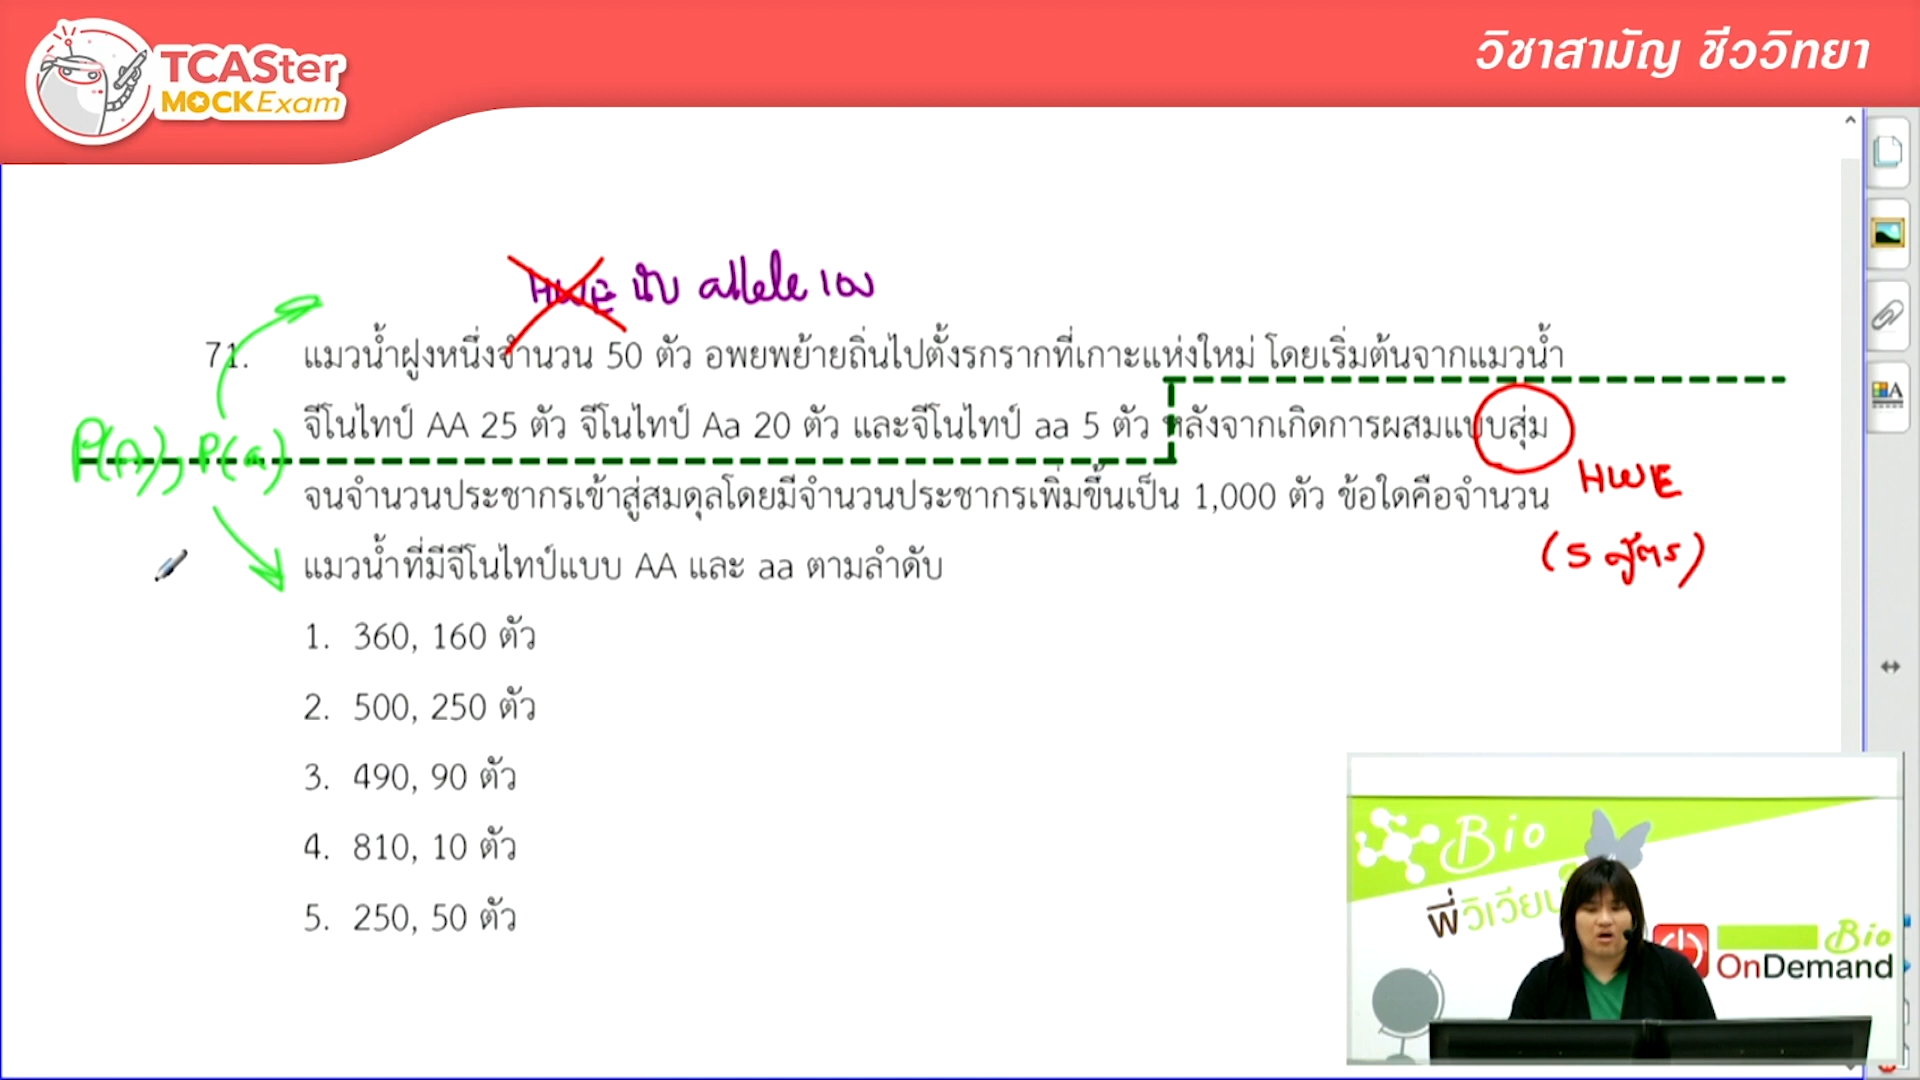 TCASter
MOCK Exam
วิชาสามัญ ชีววิทยา
HWE นับ allele เอง
71. แมวน้ำฝูงหนึ่งจำนวน 50 ตัว อพยพย้ายถิ่นไปตั้งรกรากที่เกาะแห่งใหม่ โดยเริ่มต้นจากแมวน้ำ
จีโนไทป์ AA 25 ตัว จีโนไทป์ Aa 20 ตัว และจีโนไทป์ aa 5 ตัว หลังจากเกิดการผสมแบบสุ่ม
P(A), P(a)
HWE
จนจำนวนประชากรเข้าสู่สมดุลโดยมีจำนวนประชากรเพิ่มขึ้นเป็น 1,000 ตัว ข้อใดคือจำนวน
(5 สูตร)
แมวน้ำที่มีจีโนไทป์แบบ AA และ aa ตามลำดับ
1. 360, 160 ตัว
2. 500, 250 ตัว
3. 490, 90 ตัว
4. 810, 10 ตัว
5. 250, 50 ตัว
Bio
พี่วิเวียน
Bio
OnDemand